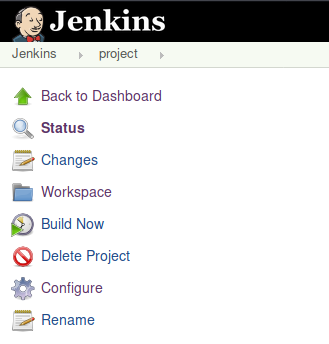 Jenkins
Jenkins project
Back to Dashboard
Status
Changes
Workspace
Build Now
Delete Project
Configure
Rename